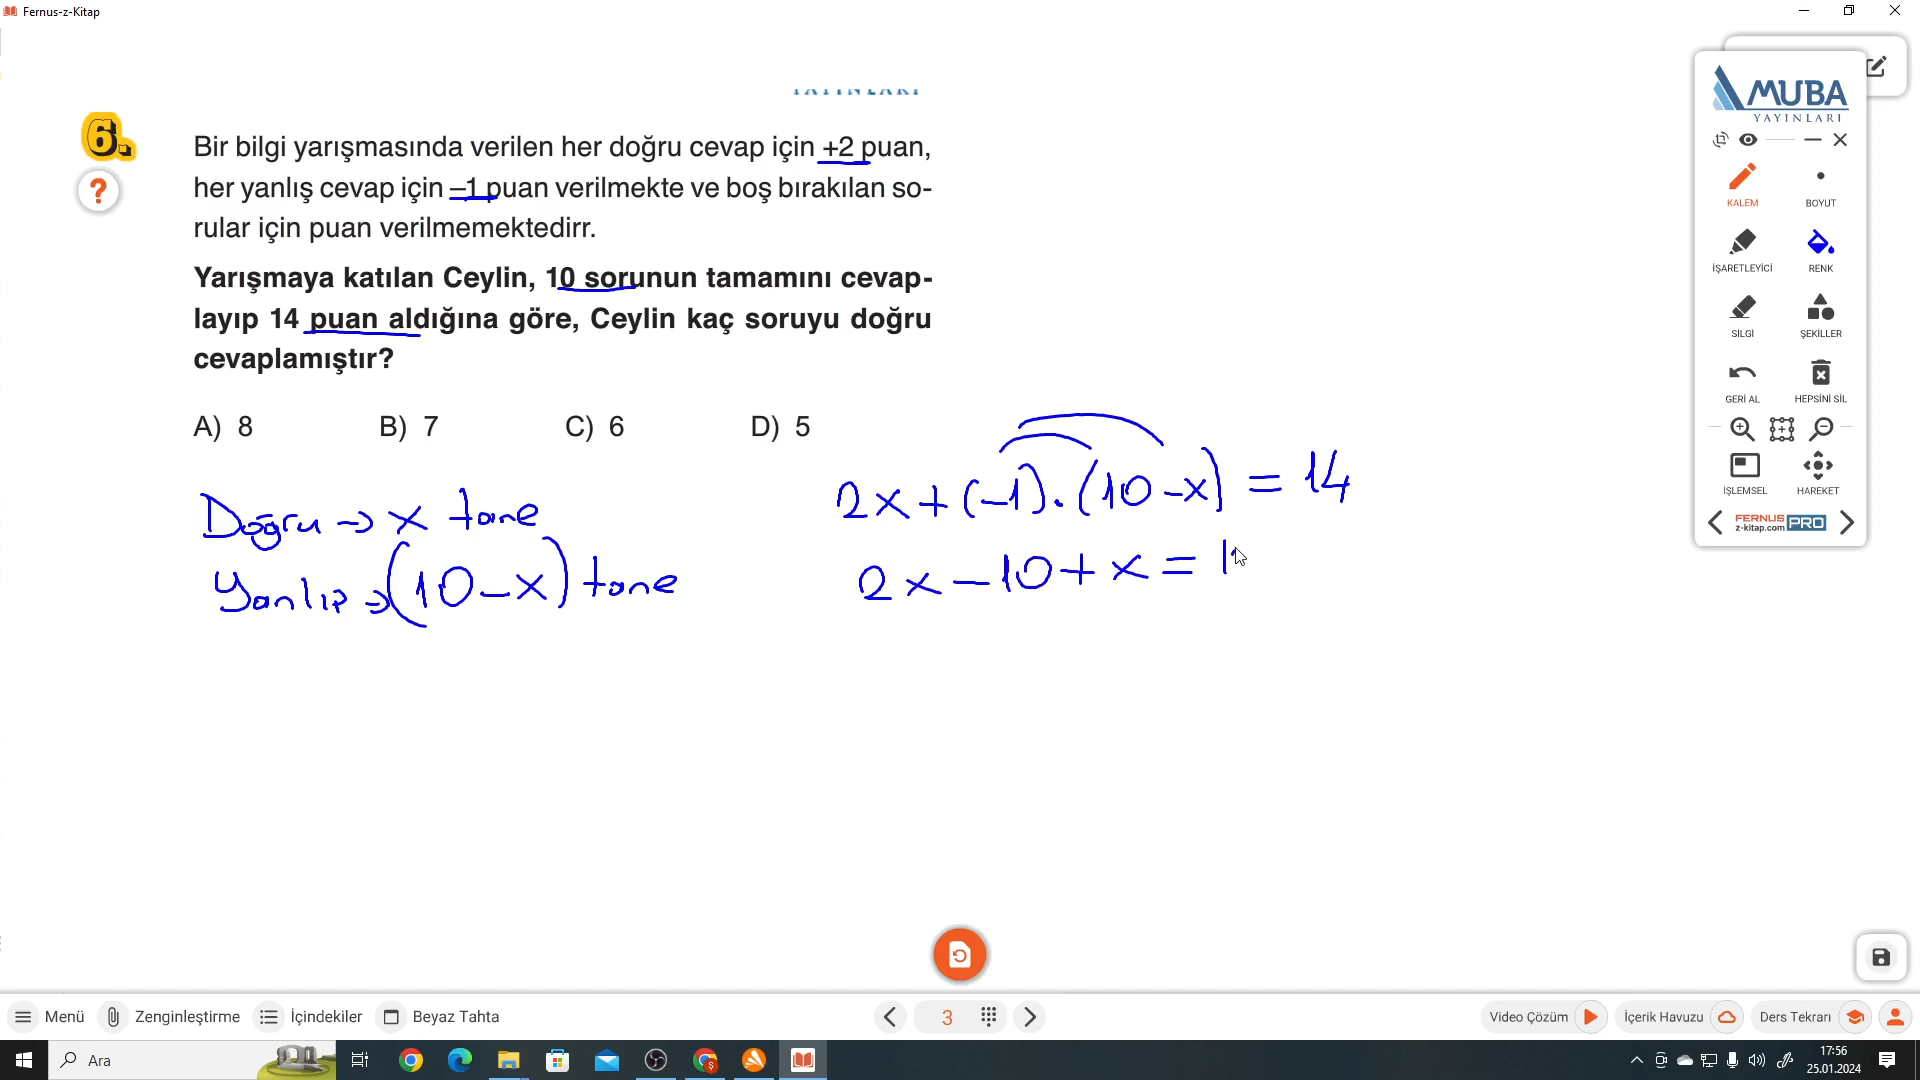 Fernus-z-Kitap
YAYINLARI
6.
?
Bir bilgi yarışmasında verilen her doğru cevap için +2 puan,
her yanlış cevap için –1 puan verilmekte ve boş bırakılan so-
rular için puan verilmemektedirr.
Yarışmaya katılan Ceylin, 10 sorunun tamamını cevap-
layıp 14 puan aldığına göre, Ceylin kaç soruyu doğru
cevaplamıştır?
A) 8 B) 7 C) 6 D) 5
2x+(-1).(10-x) = 14
Doğru → x tane
2x-10+x=1
Yanlış → (10-x) tane
MUBA
YAYINLARI
KALEM BOYUT
İŞARETLEYİCİ RENK
SİLGİ ŞEKİLLER
GERİ AL HEPSİNİ SİL
İŞLEMSEL HAREKET
FERNUS
z-kitap.com PRO
Menü Zenginleştirme İçindekiler Beyaz Tahta 3 Video Çözüm İçerik Havuzu Ders Tekrarı
Ara
17:56
25.01.2024